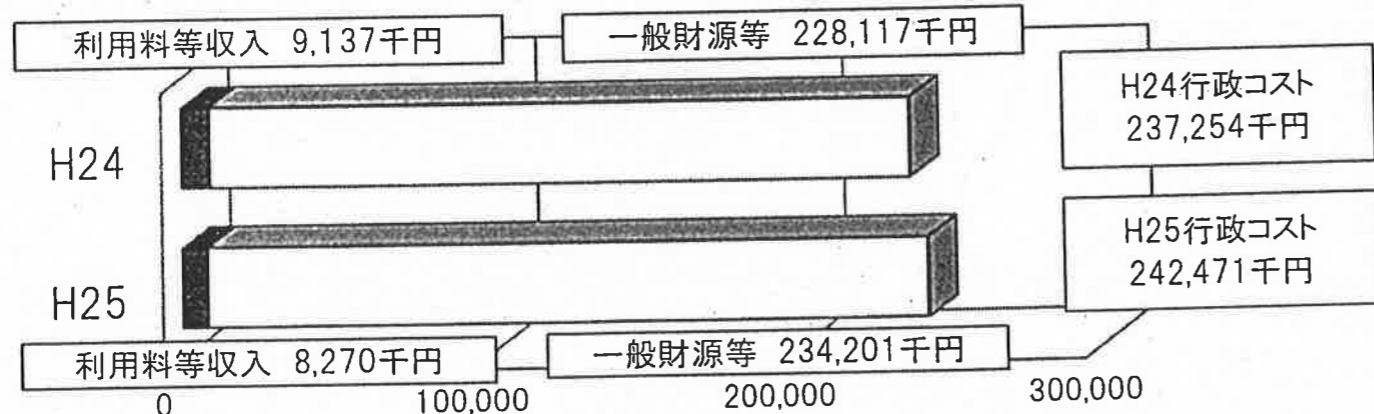 利用料等収入 9,137千円
一般財源等 228,117千円
H24行政コスト
237,254千円
H24
H25行政コスト
242,471千円
H25
利用料等収入 8,270千円
一般財源等 234,201千円
0 100,000 200,000 300,000